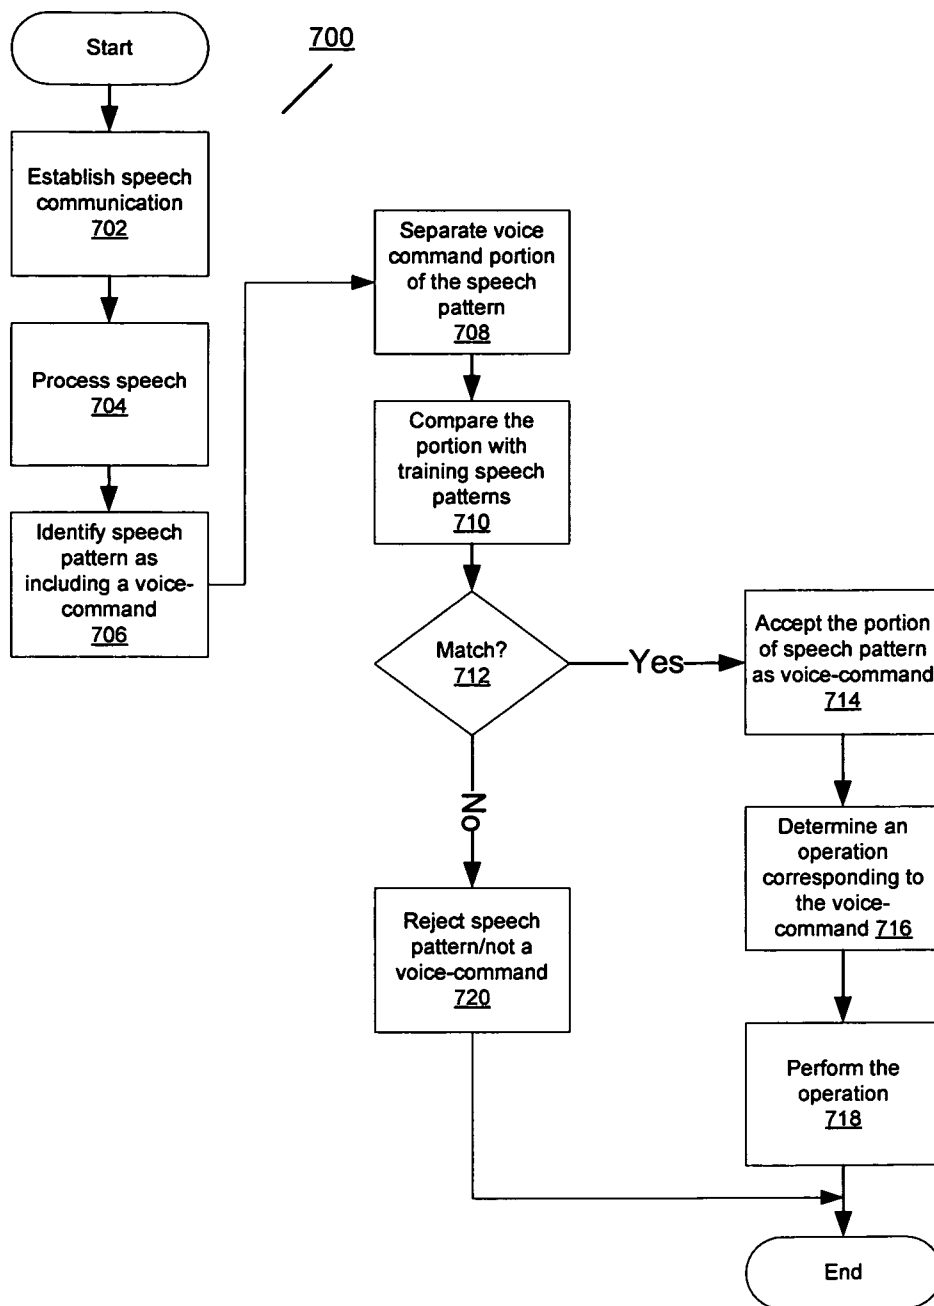 Start
700
Establish speech
communication
702
Process speech
704
Identify speech
pattern as
including a voice-
command
706
Separate voice
command portion
of the speech
pattern
708
Compare the
portion with
training speech
patterns
710
Match?
712
Yes
No
Accept the portion
of speech pattern
as voice-command
714
Determine an
operation
corresponding to
the voice-
command 716
Perform the
operation
718
Reject speech
pattern/not a
voice-command
720
End